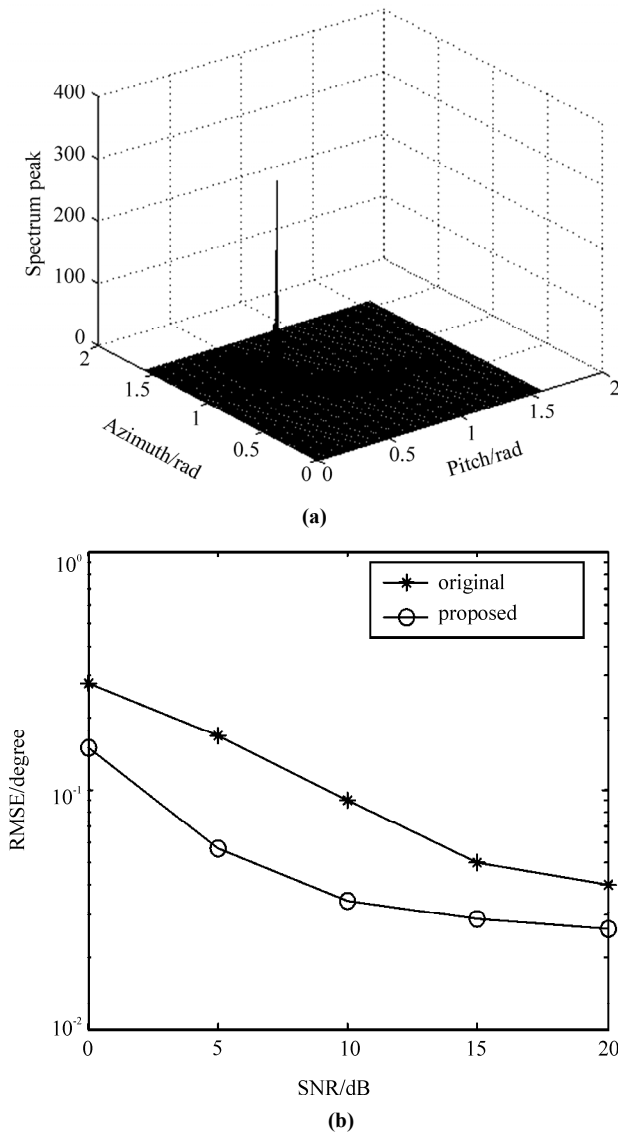 400
300
200
100
0
Spectrum peak
2
1.5
1
0.5
0
Azimuth/rad
0
0.5
1
1.5
2
Pitch/rad
(a)
10⁰
10⁻¹
10⁻²
RMSE/degree
original
proposed
0 5 10 15 20
SNR/dB
(b)